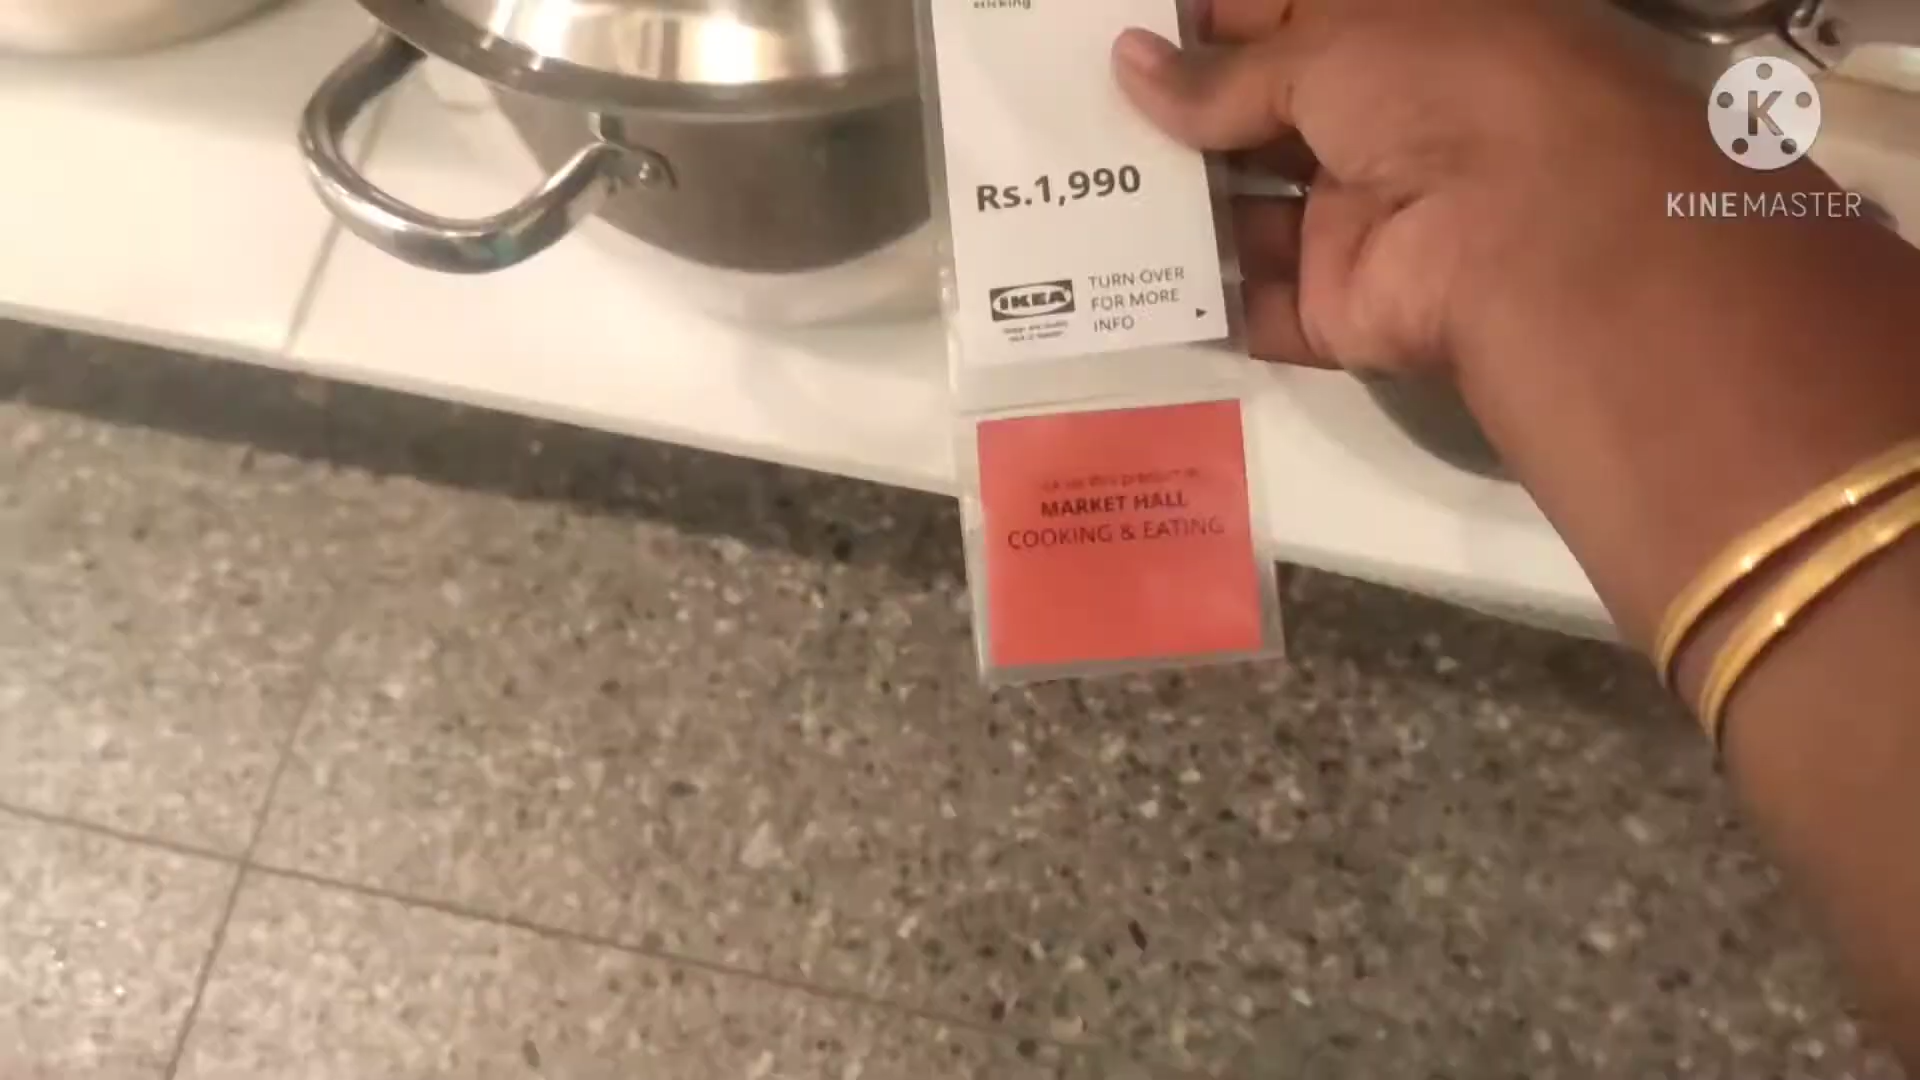 sticking
Rs.1,990
IKEA
TURN OVER
FOR MORE
INFO
MARKET HALL
COOKING & EATING
K
KINEMASTER